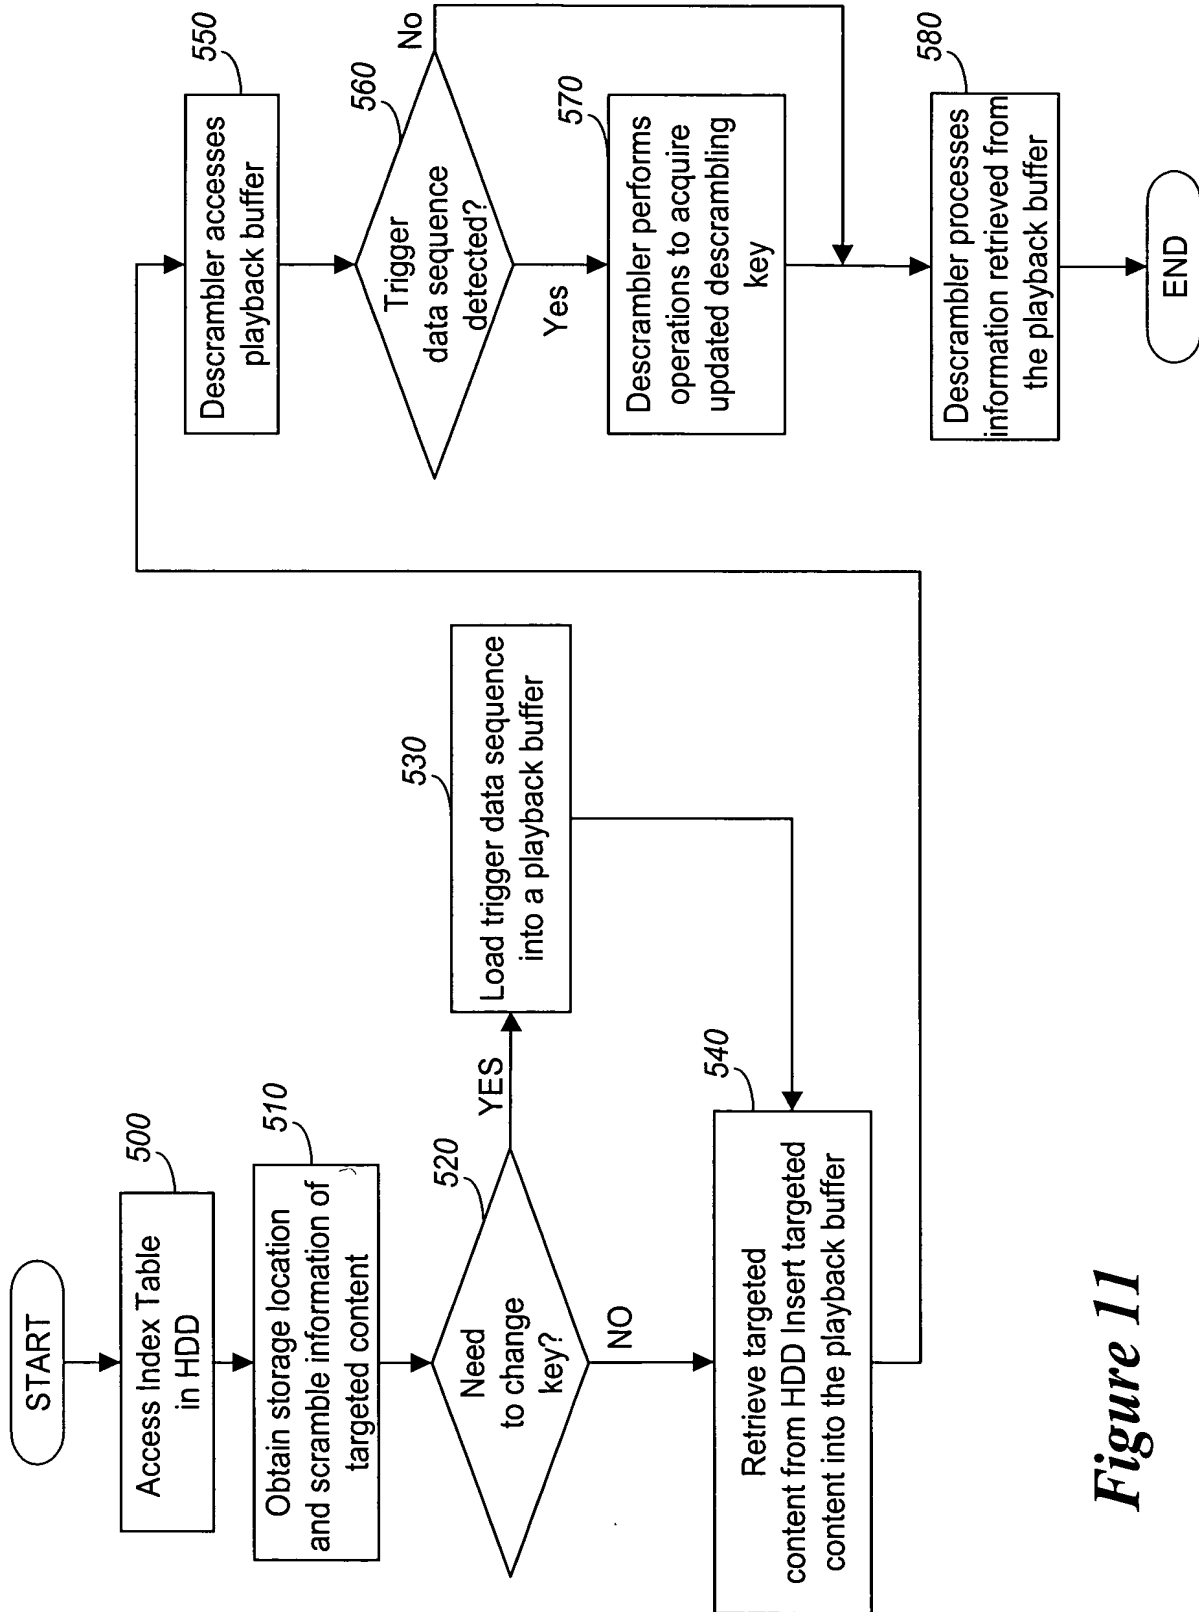 START
500
Access Index Table
in HDD
510
Obtain storage location
and scramble information of
targeted content
520
Need
to change
key?
YES
NO
530
Load trigger data sequence
into a playback buffer
540
Retrieve targeted
content from HDD Insert targeted
content into the playback buffer
550
Descrambler accesses
playback buffer
560
Trigger
data sequence
detected?
No
Yes
570
Descrambler performs
operations to acquire
updated descrambling
key
580
Descrambler processes
information retrieved from
the playback buffer
END
Figure 11